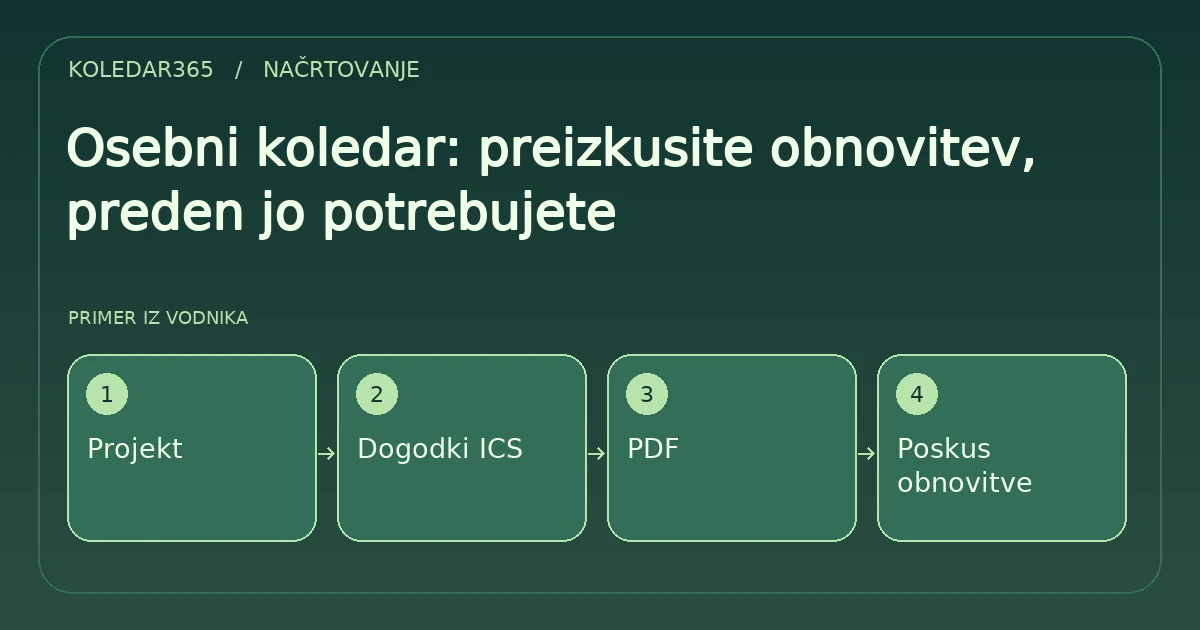 KOLEDAR365 / NAČRTOVANJE
Osebni koledar: preizkusite obnovitev,
preden jo potrebujete
PRIMER IZ VODNIKA
1
Projekt
→
2
Dogodki ICS
→
3
PDF
→
4
Poskus
obnovitve